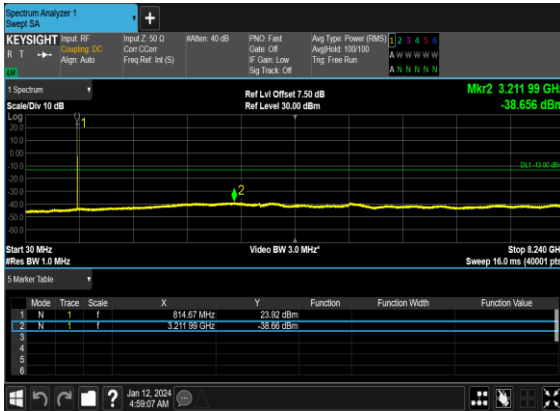 Spectrum Analyzer 1
Swept SA
+
KEYSIGHT Input: RF Input Z: 50 Ω #Atten: 40 dB PNO: Fast Avg Type: Power (RMS) 1 2 3 4 5 6
R T Coupling: DC Corr CCorr Gate: Off Avg|Hold: 100/100 A W W W W W
Align: Auto Freq Ref: Int (S) IF Gain: Low Trig: Free Run
Sig Track: Off A N N N N N
LXI
1 Spectrum
Ref Lvl Offset 7.50 dB Mkr2 3.211 99 GHz
Scale/Div 10 dB Ref Level 30.00 dBm -38.656 dBm
Log
1
20.0
10.0
0.00
-10.0
DL1 -13.00 dBm
-20.0
-30.0
2
-40.0
-50.0
-60.0
Start 30 MHz Video BW 3.0 MHz* Stop 8.240 GH
#Res BW 1.0 MHz Sweep 16.0 ms (40001 pts
5 Marker Table
Mode Trace Scale X Y Function Function Width Function Value
1 N 1 f 814.67 MHz 23.92 dBm
2 N 1 f 3.211 99 GHz -38.66 dBm
3
4
5
6
? Jan 12, 2024
4:59:07 AM